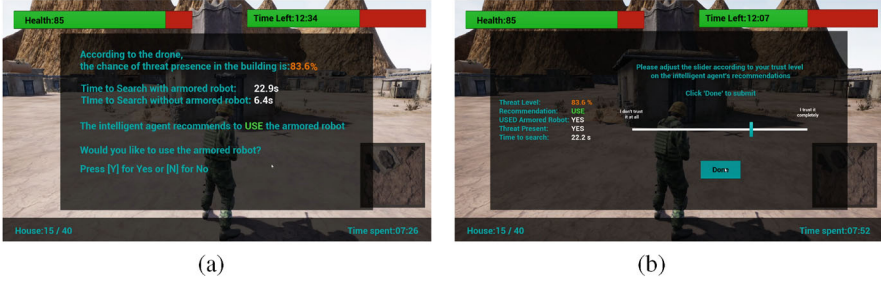 Health:85
Time Left:12:34
According to the drone,
the chance of threat presence in the building is:83.6%
Time to Search with armored robot: 22.9s
Time to Search without armored robot: 6.4s
The intelligent agent recommends to USE the armored robot
Would you like to use the armored robot?
Press [Y] for Yes or [N] for No
House:15 / 40
Time spent:07:26
(a)
Health:85
Time Left:12:07
Please adjust the slider according to your trust level
on the intelligent agent's recommendations
Click 'Done' to submit
Threat Level: 83.6 %
Recommendation: USE
USED Armored Robot: YES
Threat Present: YES
Time to search: 22.2 s
I don't trust
it at all
I trust it
completely
Done
House:15 / 40
Time spent:07:52
(b)